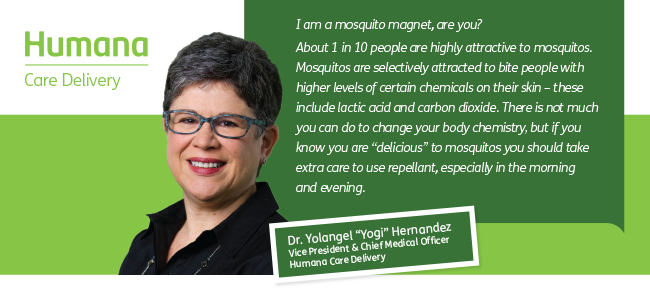 Humana
Care Delivery
I am a mosquito magnet, are you?
About 1 in 10 people are highly attractive to mosquitos.
Mosquitos are selectively attracted to bite people with
higher levels of certain chemicals on their skin – these
include lactic acid and carbon dioxide. There is not much
you can do to change your body chemistry, but if you
know you are “delicious” to mosquitos you should take
extra care to use repellant, especially in the morning
and evening.
Dr. Yolangel “Yogi” Hernandez
Vice President & Chief Medical Officer
Humana Care Delivery